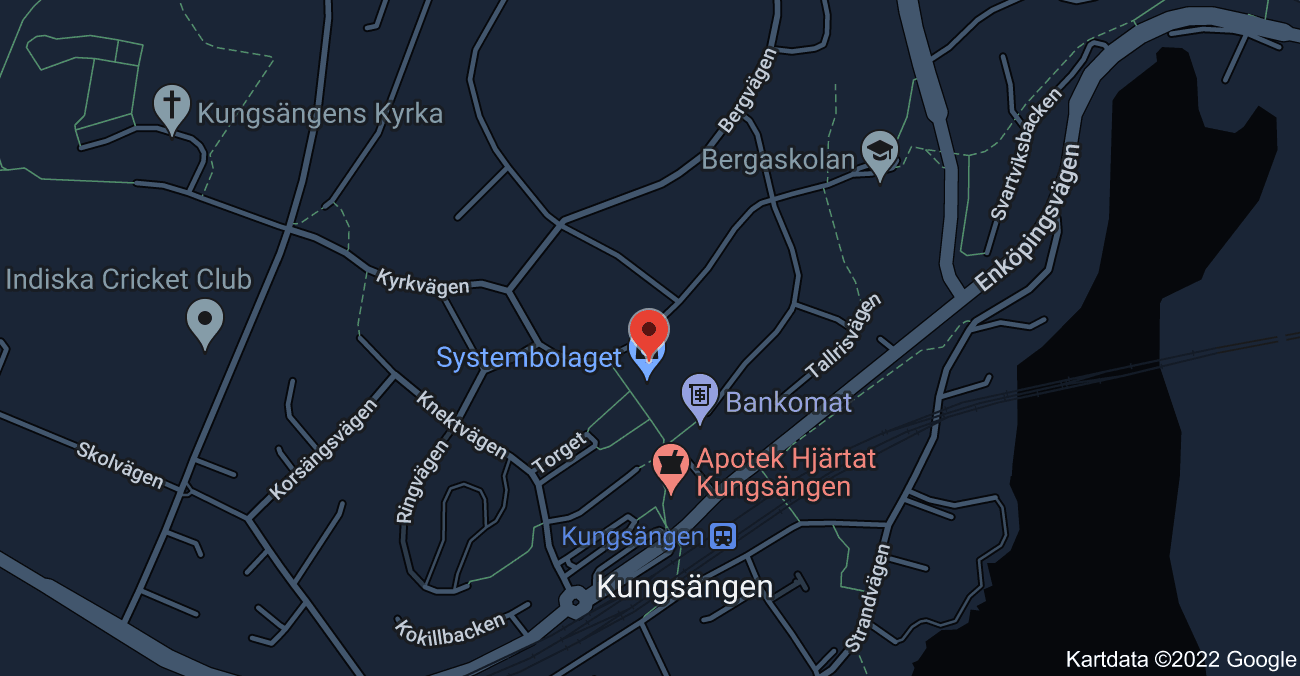 Bergvägen
Kungsängens Kyrka
Bergaskolan
Svartviksbacken
Enköpingsvägen
Indiska Cricket Club
Kyrkvägen
Systembolaget
Tallrisvägen
Bankomat
Knektvägen
Skolvägen
Korsängsvägen
Ringvägen
Torget
Apotek Hjärtat
Kungsängen
Kungsängen
Kungsängen
Strandvägen
Kokillbacken
Kartdata ©2022 Google